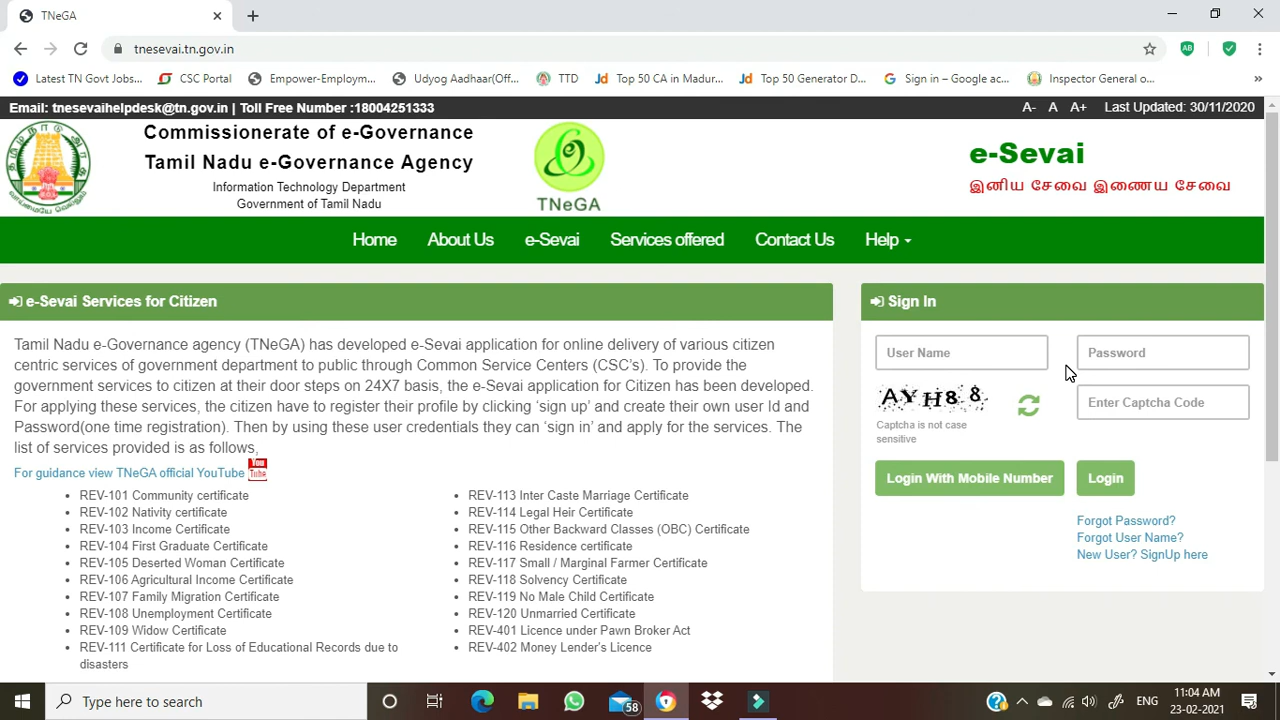 TNeGA
tnesevai.tn.gov.in
AB
Latest TN Govt Jobs...
CSC Portal
Empower-Employm...
Udyog Aadhaar(Off...
TTD
Jd Top 50 CA in Madur...
Jd Top 50 Generator D...
Sign in – Google ac...
Inspector General o...
»
Email: tnesevaihelpdesk@tn.gov.in | Toll Free Number :18004251333
A- A A+ Last Updated: 30/11/2020
Commissionerate of e-Governance
Tamil Nadu e-Governance Agency
Information Technology Department
Government of Tamil Nadu
TNeGA
e-Sevai
இனிய சேவை இணைய சேவை
Home About Us e-Sevai Services offered Contact Us Help
e-Sevai Services for Citizen
Tamil Nadu e-Governance agency (TNeGA) has developed e-Sevai application for online delivery of various citizen
centric services of government department to public through Common Service Centers (CSC's). To provide the
government services to citizen at their door steps on 24X7 basis, the e-Sevai application for Citizen has been developed.
For applying these services, the citizen have to register their profile by clicking 'sign up' and create their own user Id and
Password(one time registration). Then by using these user credentials they can 'sign in' and apply for the services. The
list of services provided is as follows,
For guidance view TNeGA official YouTube
You
Tube
REV-101 Community certificate
REV-102 Nativity certificate
REV-103 Income Certificate
REV-104 First Graduate Certificate
REV-105 Deserted Woman Certificate
REV-106 Agricultural Income Certificate
REV-107 Family Migration Certificate
REV-108 Unemployment Certificate
REV-109 Widow Certificate
REV-111 Certificate for Loss of Educational Records due to
disasters
REV-113 Inter Caste Marriage Certificate
REV-114 Legal Heir Certificate
REV-115 Other Backward Classes (OBC) Certificate
REV-116 Residence certificate
REV-117 Small / Marginal Farmer Certificate
REV-118 Solvency Certificate
REV-119 No Male Child Certificate
REV-120 Unmarried Certificate
REV-401 Licence under Pawn Broker Act
REV-402 Money Lender's Licence
Sign In
User Name
Password
AYH88
Enter Captcha Code
Captcha is not case
sensitive
Login With Mobile Number
Login
Forgot Password?
Forgot User Name?
New User? SignUp here
Type here to search
58
ENG
11:04 AM
23-02-2021